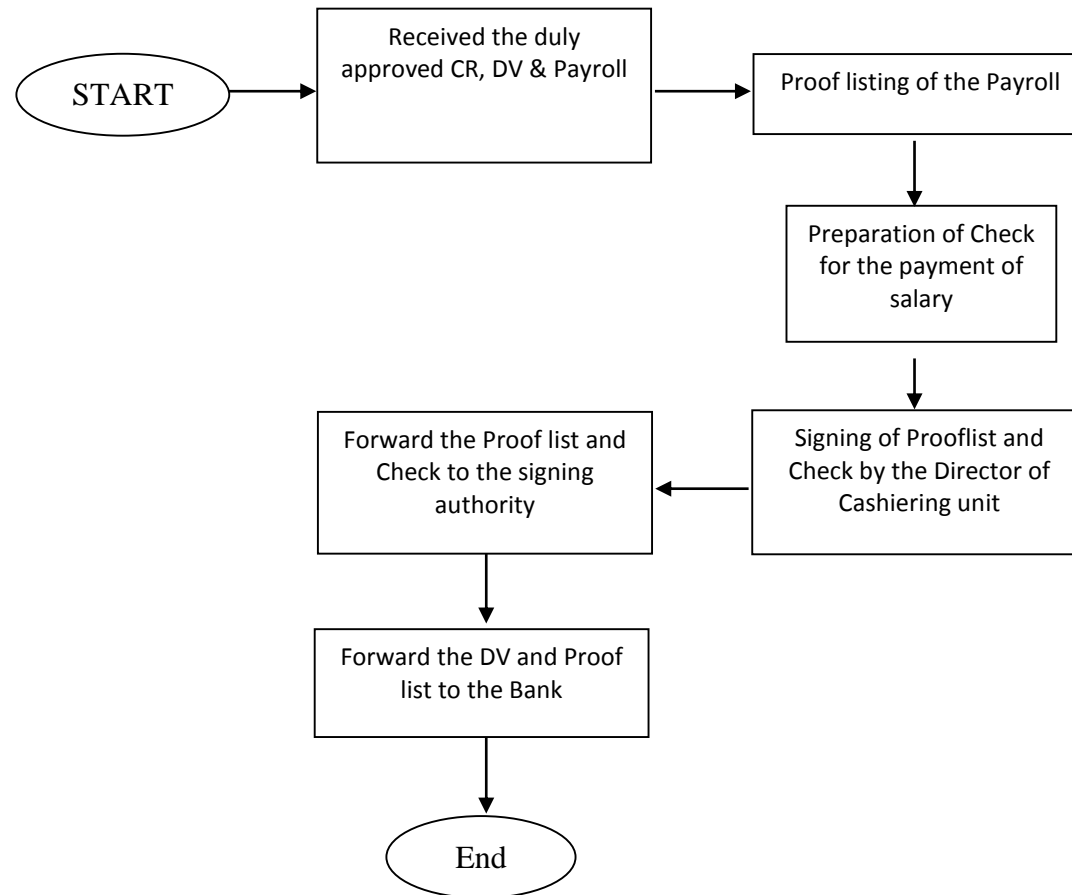 START
Received the duly
approved CR, DV & Payroll
Proof listing of the Payroll
Preparation of Check
for the payment of
salary
Signing of Prooflist and
Check by the Director of
Cashiering unit
Forward the Proof list and
Check to the signing
authority
Forward the DV and Proof
list to the Bank
End